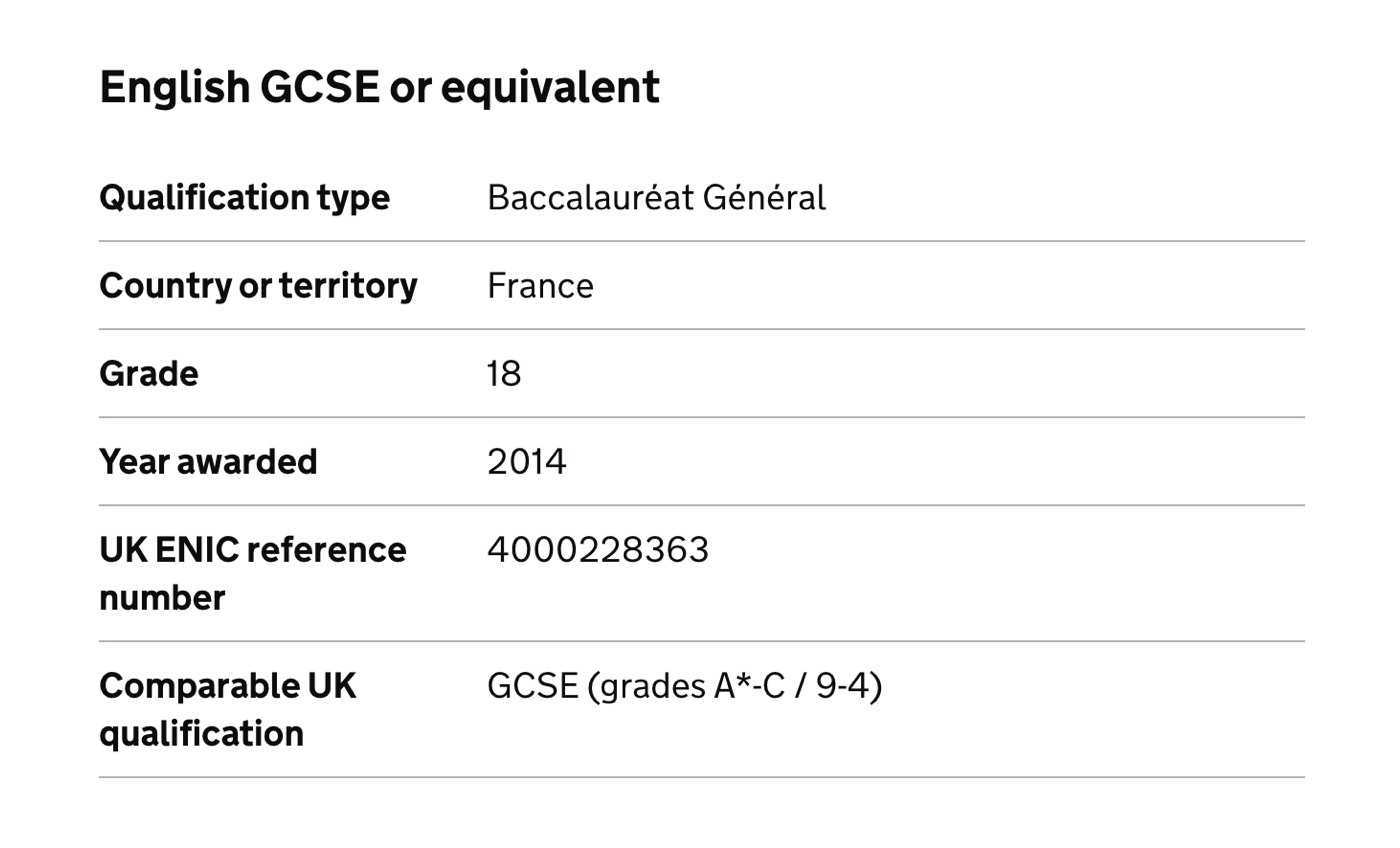 English GCSE or equivalent
Qualification type Baccalauréat Général
Country or territory France
Grade 18
Year awarded 2014
UK ENIC reference number 4000228363
Comparable UK qualification GCSE (grades A*-C / 9-4)